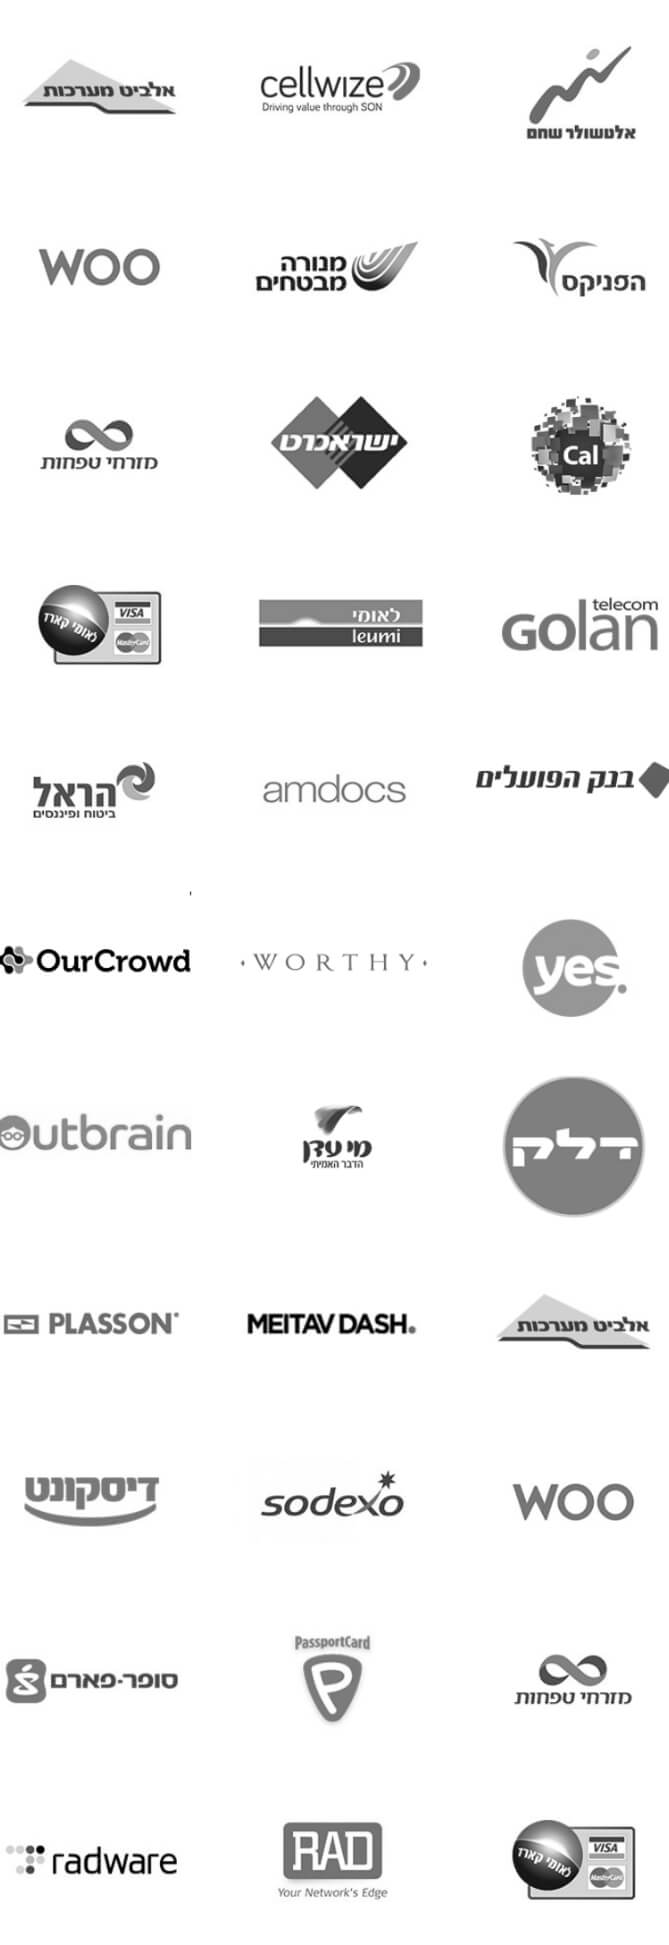 אלביט מערכות
cellwize
Driving value through SON
אלטשולר שחם
WOO
מנורה
מבטחים
הפניקס
מזרחי טפחות
ישראכרט
Cal
לאומי קארד
VISA
MasterCard
לאומי
leumi
telecom
GOlan
הראל
ביטוח ופיננסים
amdocs
בנק הפועלים
OurCrowd
WORTHY
yes.
Outbrain
מי עדן
הדבר האמיתי
דלק
PLASSON
MEITAV DASH
אלביט מערכות
דיסקונט
sodexo
WOO
סופר-פארם
PassportCard
P
מזרחי טפחות
radware
RAD
Your Network's Edge
לאומי קארד
VISA
MasterCard